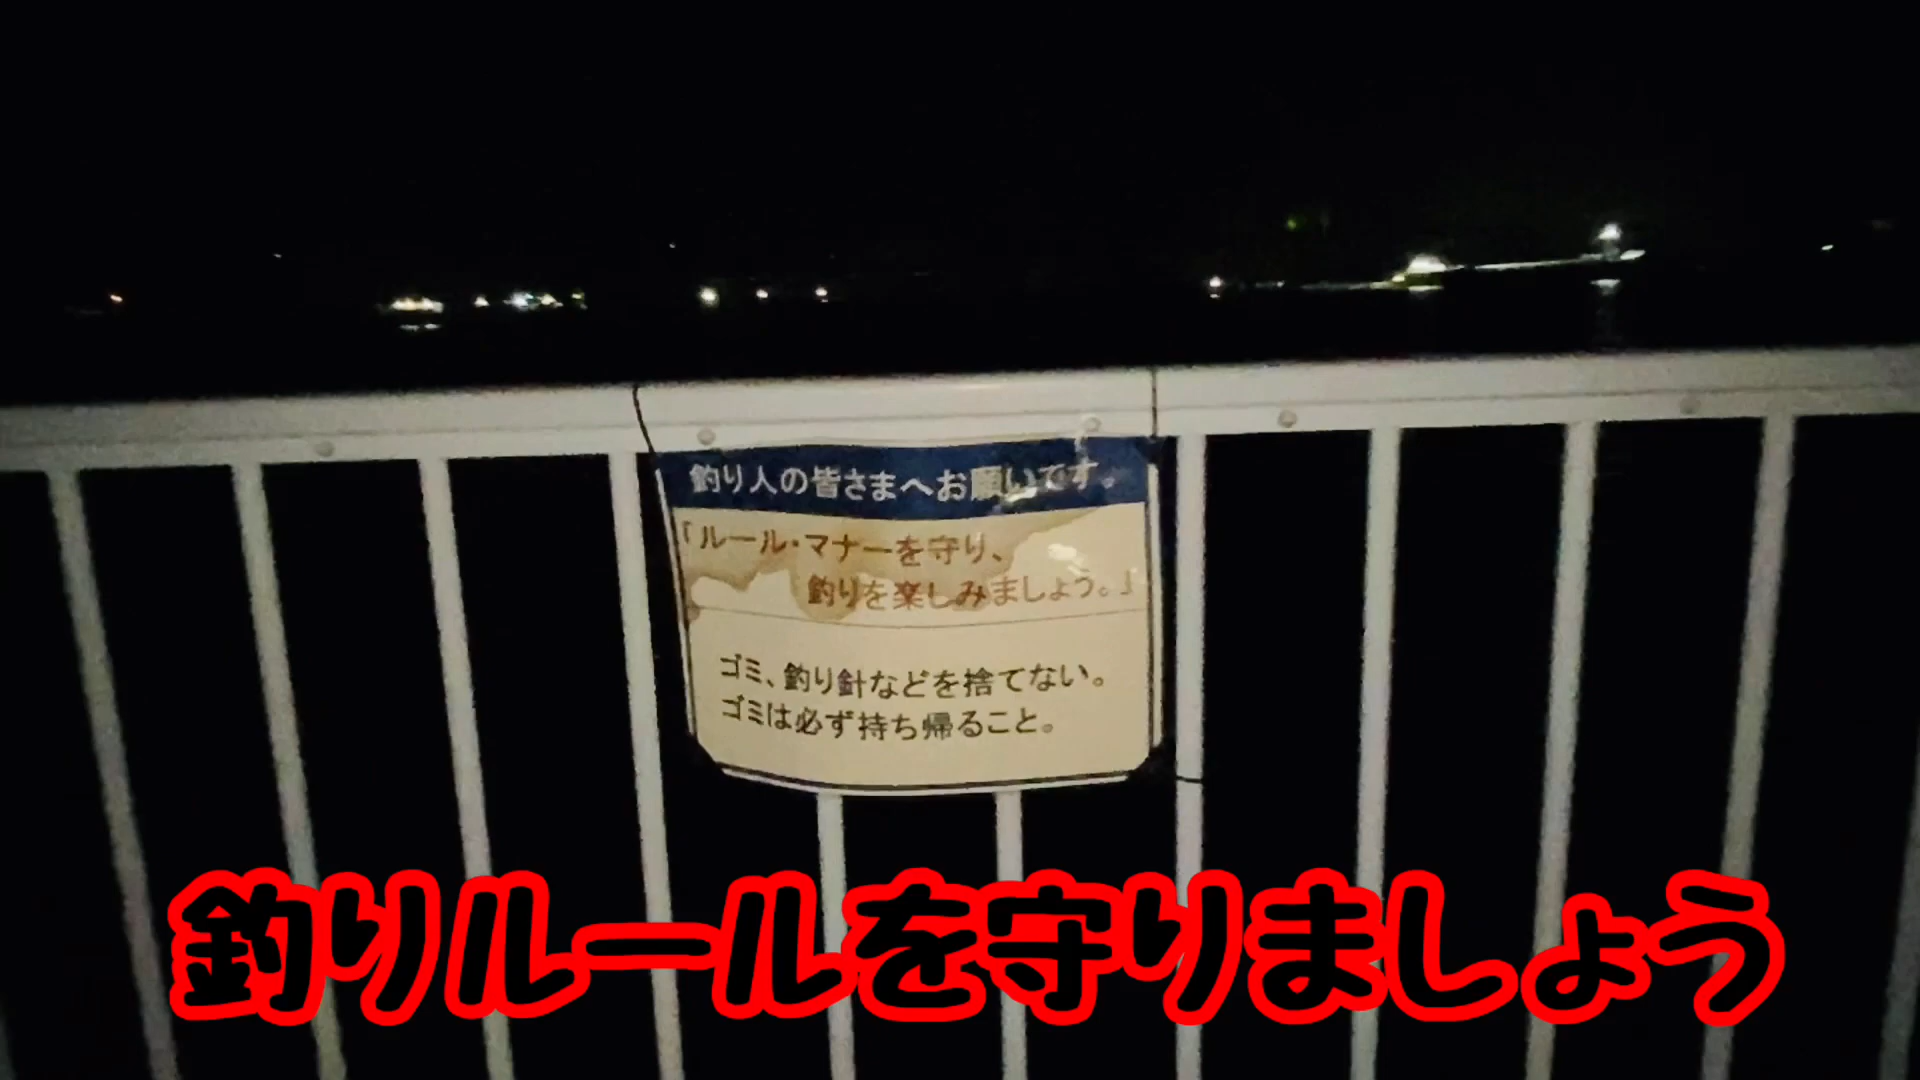 釣り人の皆さまへお願いです。
「ルール・マナーを守り、
釣りを楽しみましょう。」
ゴミ、釣り針などを捨てない。
ゴミは必ず持ち帰ること。
釣りルールを守りましょう